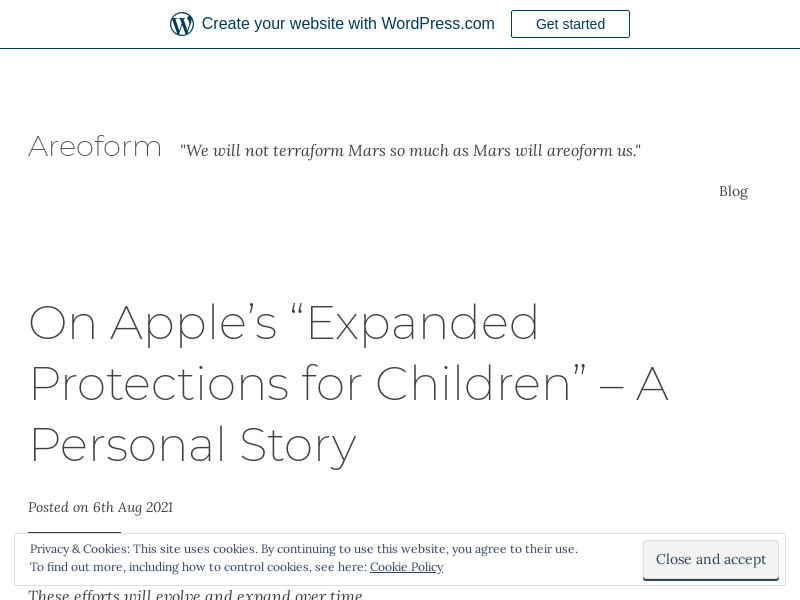 Create your website with WordPress.com
Get started
Areoform
"We will not terraform Mars so much as Mars will areoform us."
Blog
On Apple’s “Expanded
Protections for Children” – A
Personal Story
Posted on 6th Aug 2021
Privacy & Cookies: This site uses cookies. By continuing to use this website, you agree to their use.
To find out more, including how to control cookies, see here: Cookie Policy
Close and accept
These efforts will evolve and expand over time